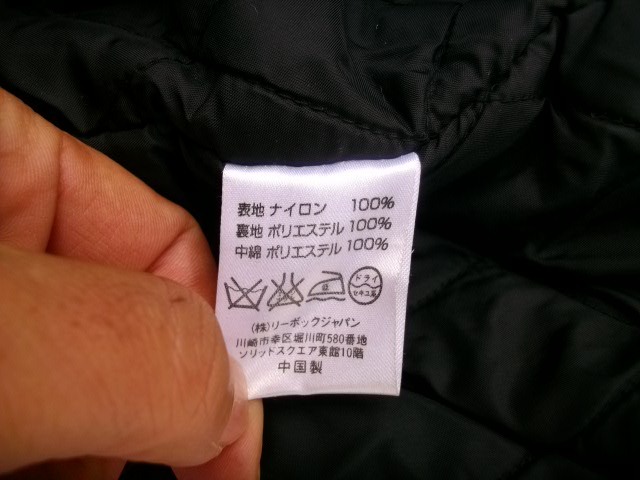 表地 ナイロン 100%
裏地 ポリエステル 100%
中綿 ポリエステル 100%
ドライ
セキユ系
(株)リーボックジャパン
川崎市幸区堀川町580番地
ソリッドスクエア東館10階
中国製